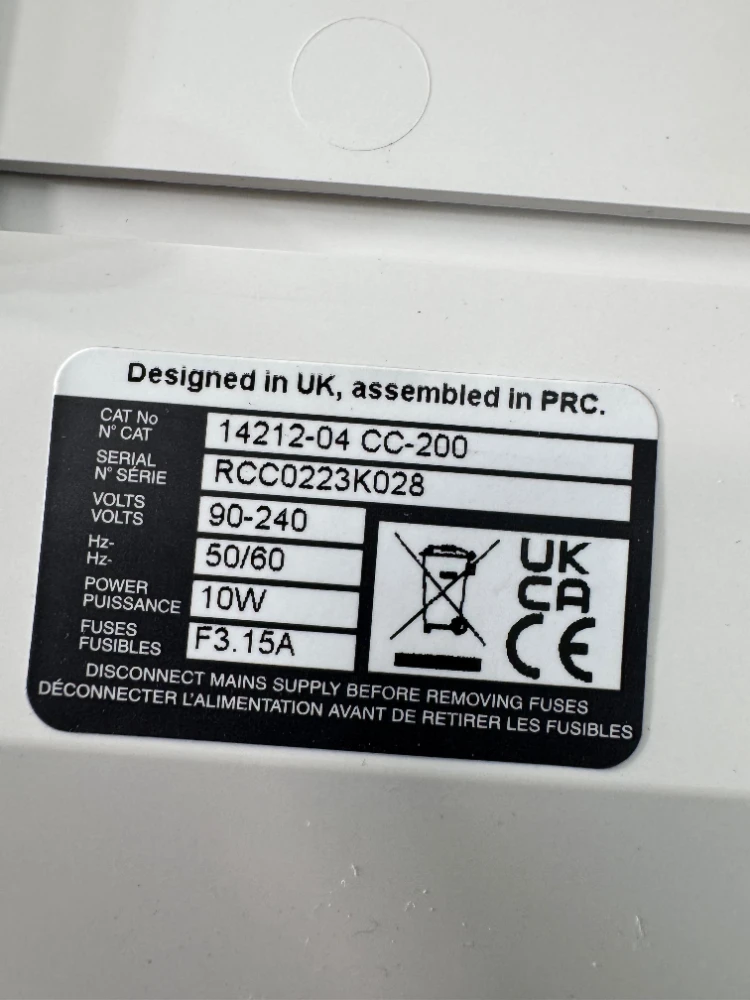 Designed in UK, assembled in PRC.
CAT No
N° CAT
14212-04 CC-200
SERIAL
N° SÉRIE
RCC0223K028
VOLTS
VOLTS
90-240
Hz-
Hz-
50/60
POWER
PUISSANCE
10W
FUSES
FUSIBLES
F3.15A
UK
CA
CE
DISCONNECT MAINS SUPPLY BEFORE REMOVING FUSES
DÉCONNECTER L'ALIMENTATION AVANT DE RETIRER LES FUSIBLES